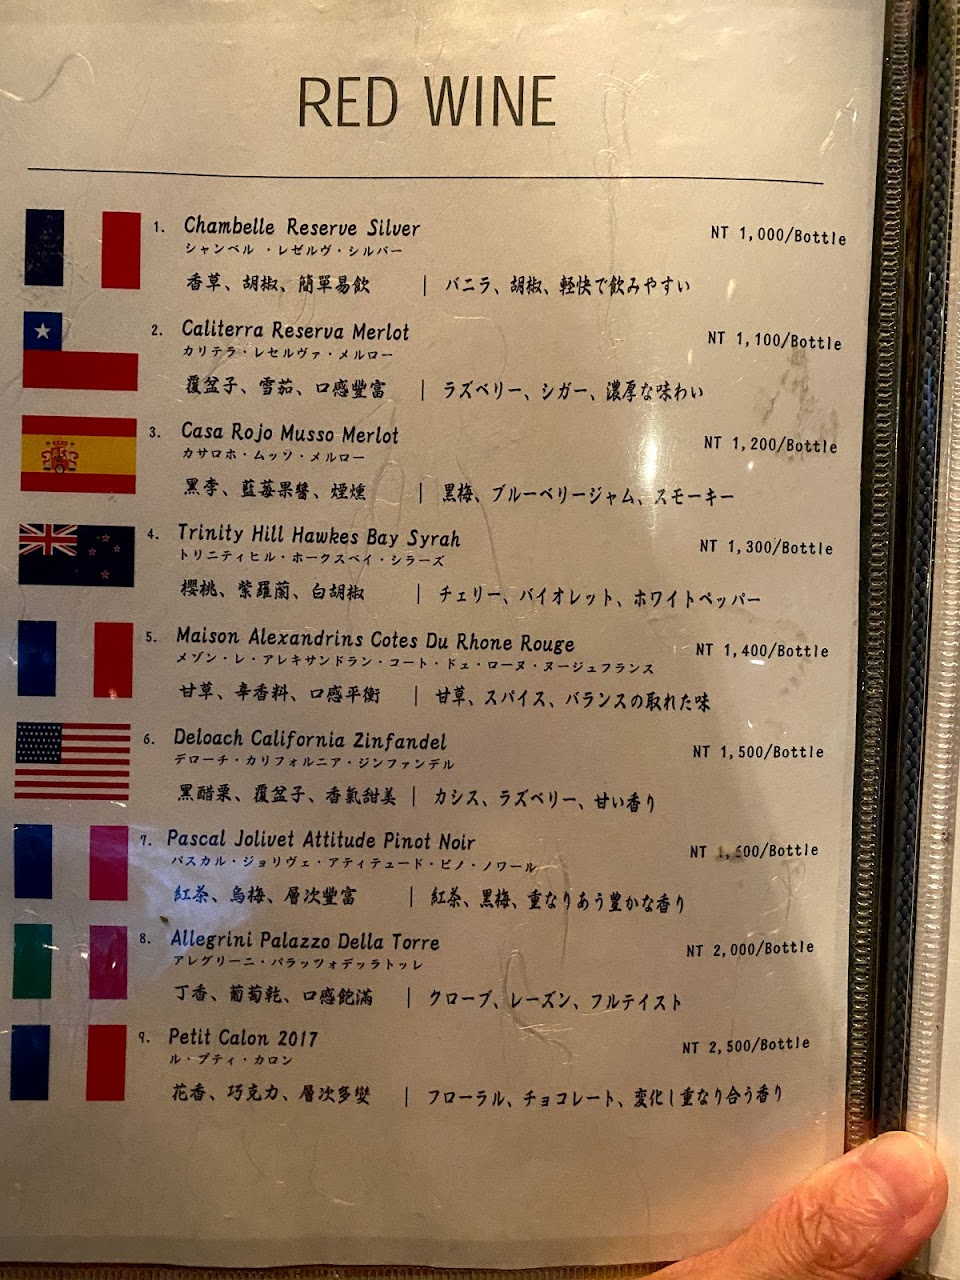 RED WINE
1. Chambelle Reserve Silver NT 1,000/Bottle
シャンベル・レゼルヴ・シルバー
香草、胡椒、簡單易飲 | バニラ、胡椒、軽快で飲みやすい
2. Caliterra Reserva Merlot NT 1,100/Bottle
カリテラ・レセルヴァ・メルロー
覆盆子、雪茄、口感豐富 | ラズベリー、シガー、濃厚な味わい
3. Casa Rojo Musso Merlot NT 1,200/Bottle
カサロホ・ムッソ・メルロー
黑李、藍莓果醬、煙燻 | 黒梅、ブルーベリージャム、スモーキー
4. Trinity Hill Hawkes Bay Syrah NT 1,300/Bottle
トリニティヒル・ホークスベイ・シラーズ
櫻桃、紫羅蘭、白胡椒 | チェリー、バイオレット、ホワイトペッパー
5. Maison Alexandrins Cotes Du Rhone Rouge NT 1,400/Bottle
メゾン・レ・アレキサンドラン・コート・ドュ・ローヌ・ヌージュフランス
甘草、辛香料、口感平衡 | 甘草、スパイス、バランスの取れた味
6. Deloach California Zinfandel NT 1,500/Bottle
デローチ・カリフォルニア・ジンファンデル
黑醋栗、覆盆子、香氣甜美 | カシス、ラズベリー、甘い香り
7. Pascal Jolivet Attitude Pinot Noir NT 1,600/Bottle
パスカル・ジョリヴェ・アティテュード・ピノ・ノワール
紅茶、烏梅、層次豐富 | 紅茶、黒梅、重なりあう豊かな香り
8. Allegrini Palazzo Della Torre NT 2,000/Bottle
アレグリーニ・パラッツォデッラトッレ
丁香、葡萄乾、口感飽滿 | クローブ、レーズン、フルテイスト
9. Petit Calon 2017 NT 2,500/Bottle
ル・プティ・カロン
花香、巧克力、層次多變 | フローラル、チョコレート、変化し重なり合う香り